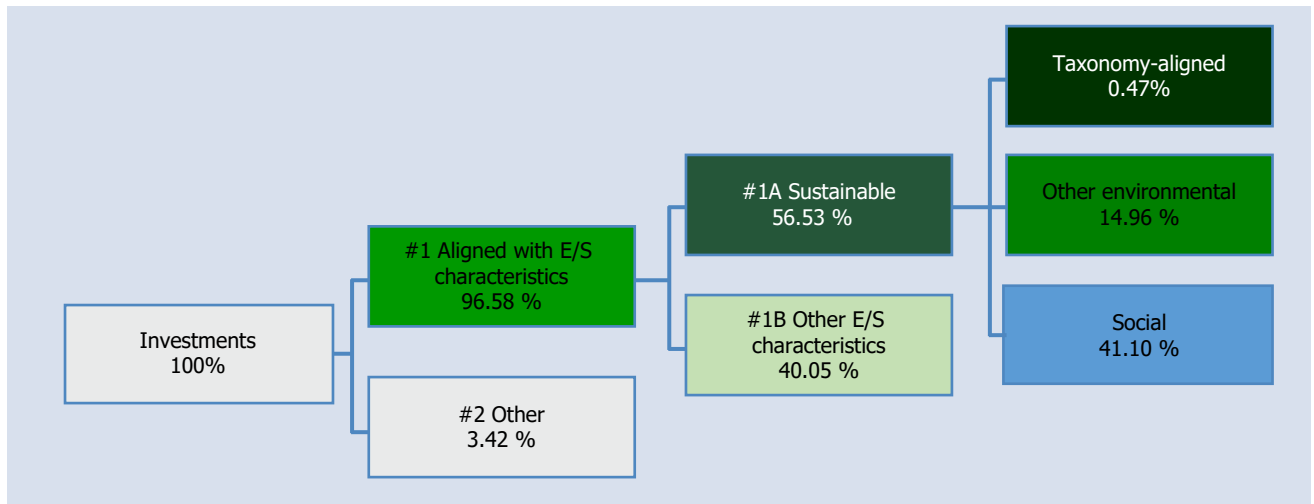 Investments
100%
#1 Aligned with E/S
characteristics
96.58 %
#2 Other
3.42 %
#1A Sustainable
56.53 %
#1B Other E/S
characteristics
40.05 %
Taxonomy-aligned
0.47%
Other environmental
14.96 %
Social
41.10 %